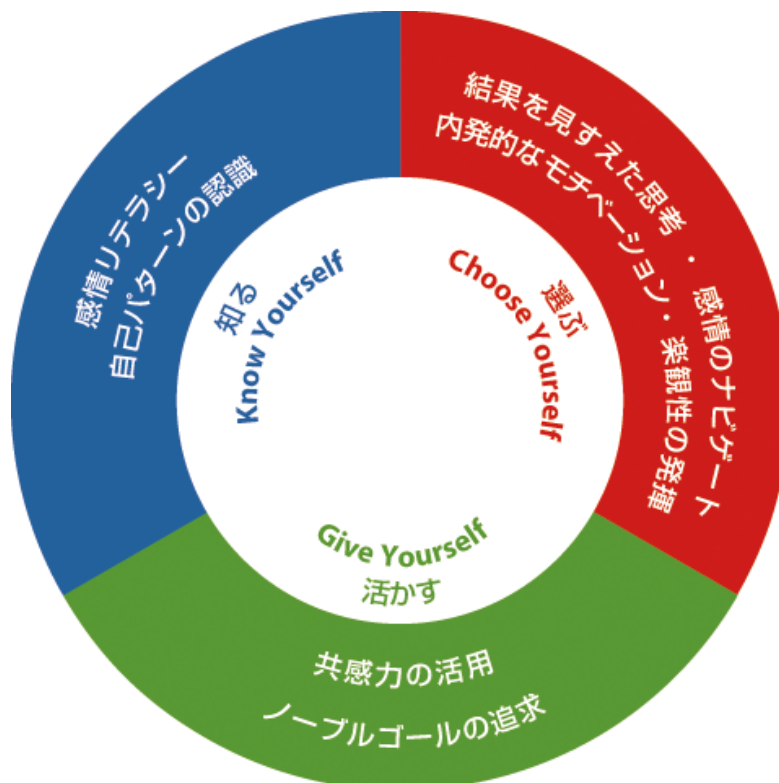 感情リテラシー
自己パターンの認識
知る
Know Yourself
結果を見すえた思考 ・ 感情のナビゲート
内発的なモチベーション・楽観性の発揮
選ぶ
Choose Yourself
Give Yourself
活かす
共感力の活用
ノーブルゴールの追求